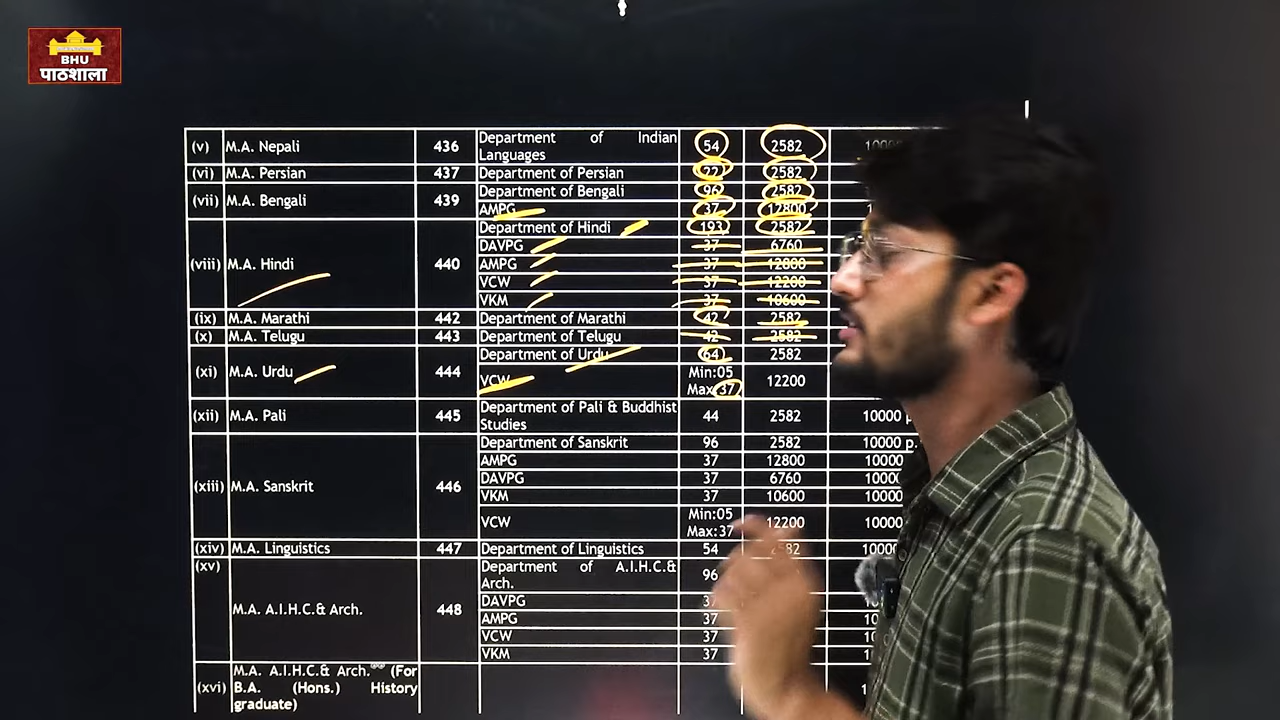 BHU
पाठशाला
(v) M.A. Nepali 436 Department of Indian Languages 54 2582
(vi) M.A. Persian 437 Department of Persian 22 2582
(vii) M.A. Bengali 439 Department of Bengali 96 2582
AMPG 37 12800
(viii) M.A. Hindi 440 Department of Hindi 193 2582
DAVPG 37 6760
AMPG 37 12800
VCW 37 12200
VKM 37 10600
(ix) M.A. Marathi 442 Department of Marathi 42 2582
(x) M.A. Telugu 443 Department of Telugu 42 2582
(xi) M.A. Urdu 444 Department of Urdu 64 2582
VCW Min:05 Max:37 12200
(xii) M.A. Pali 445 Department of Pali & Buddhist Studies 44 2582 10000 p.
(xiii) M.A. Sanskrit 446 Department of Sanskrit 96 2582 10000 p.
AMPG 37 12800 10000
DAVPG 37 6760 10000
VKM 37 10600 10000
VCW Min:05 Max:37 12200 10000
(xiv) M.A. Linguistics 447 Department of Linguistics 54 10000
(xv) M.A. A.I.H.C.& Arch. 448 Department of A.I.H.C.& Arch. 96
DAVPG
AMPG 37
VCW 37
VKM 37
(xvi) M.A. A.I.H.C.& Arch. (For B.A. (Hons.) History graduate)